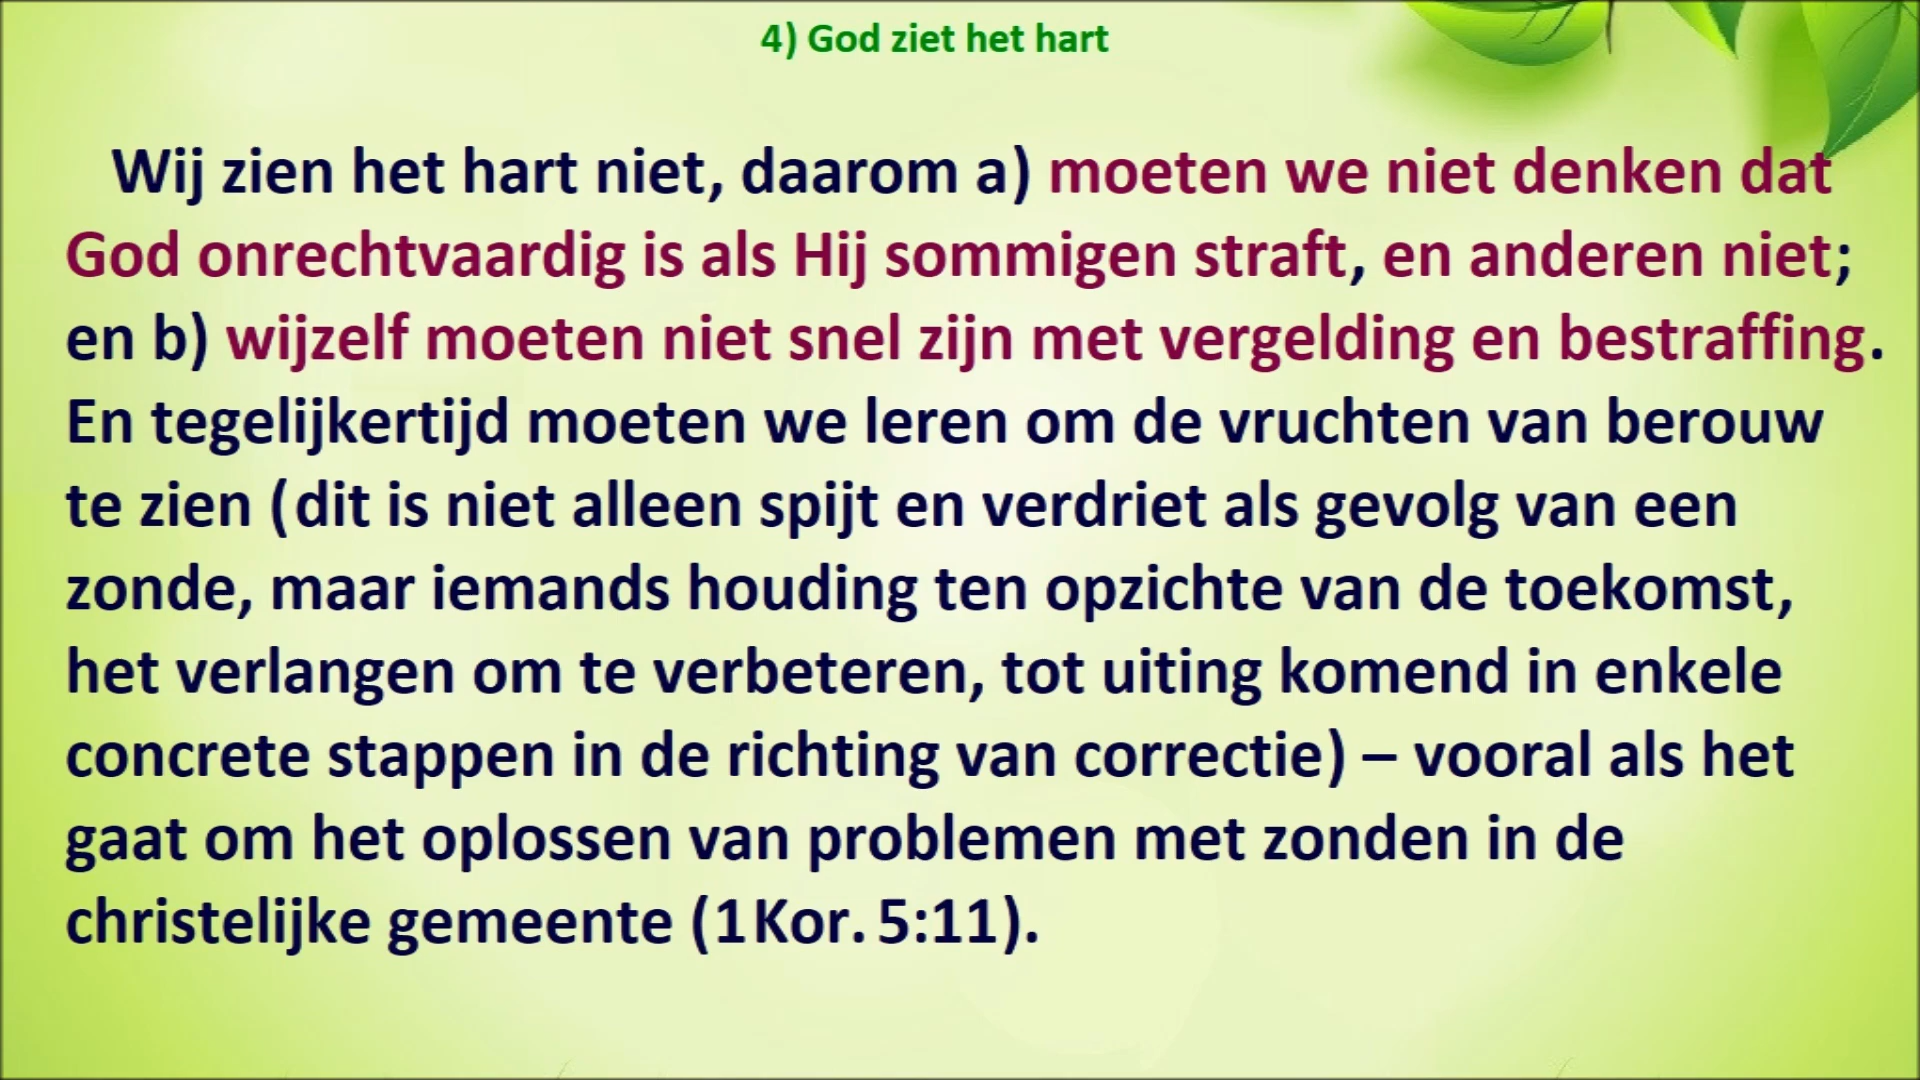 4) God ziet het hart
Wij zien het hart niet, daarom a) moeten we niet denken dat
God onrechtvaardig is als Hij sommigen straft, en anderen niet;
en b) wijzelf moeten niet snel zijn met vergelding en bestraffing.
En tegelijkertijd moeten we leren om de vruchten van berouw
te zien (dit is niet alleen spijt en verdriet als gevolg van een
zonde, maar iemands houding ten opzichte van de toekomst,
het verlangen om te verbeteren, tot uiting komend in enkele
concrete stappen in de richting van correctie) – vooral als het
gaat om het oplossen van problemen met zonden in de
christelijke gemeente (1Kor. 5:11).